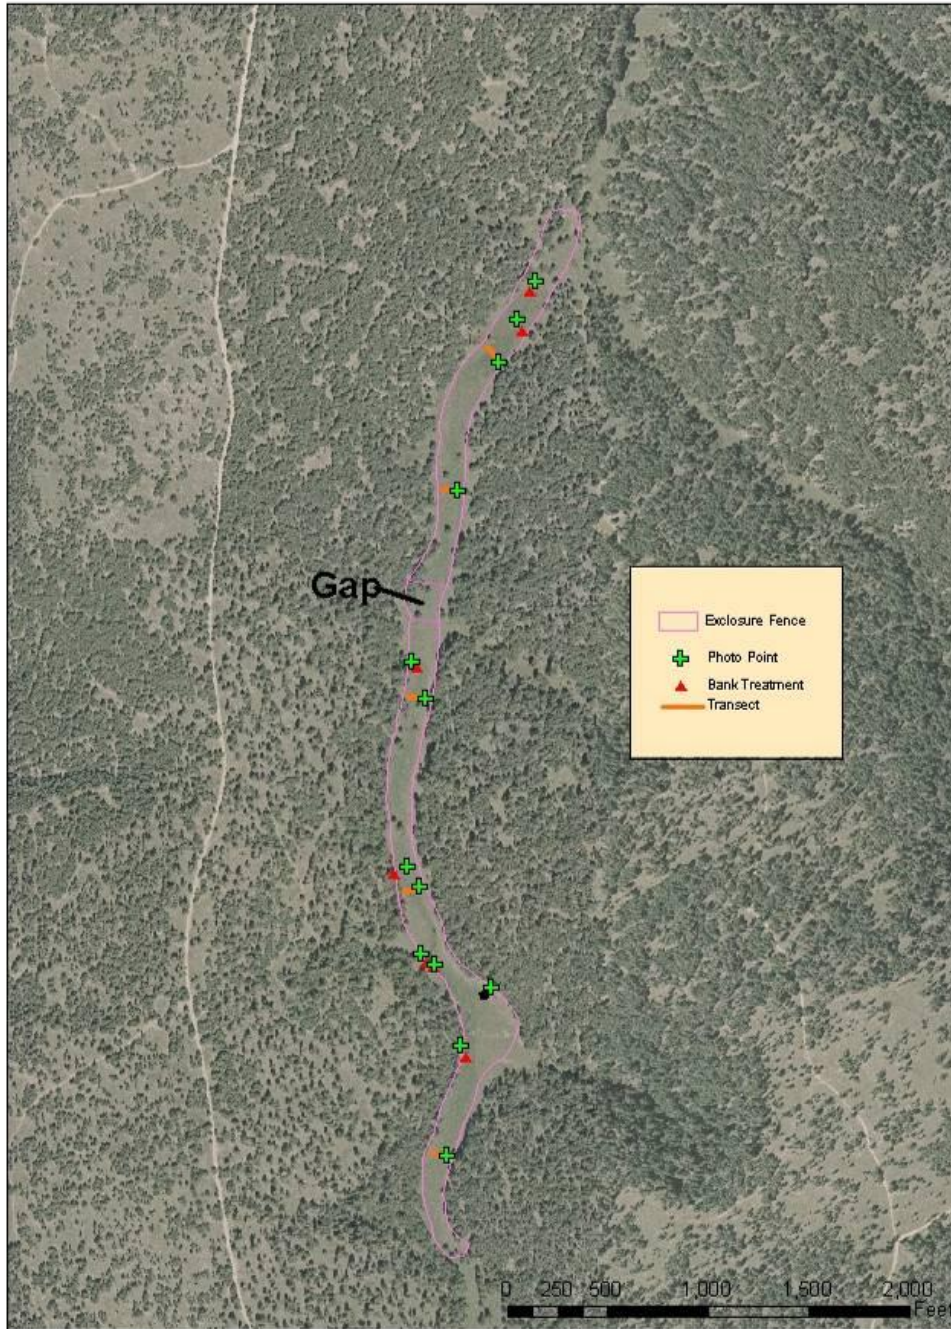 Gap
Exclosure Fence
Photo Point
Bank Treatment
Transect
0 250 500 1,000 1,500 2,000
Feet